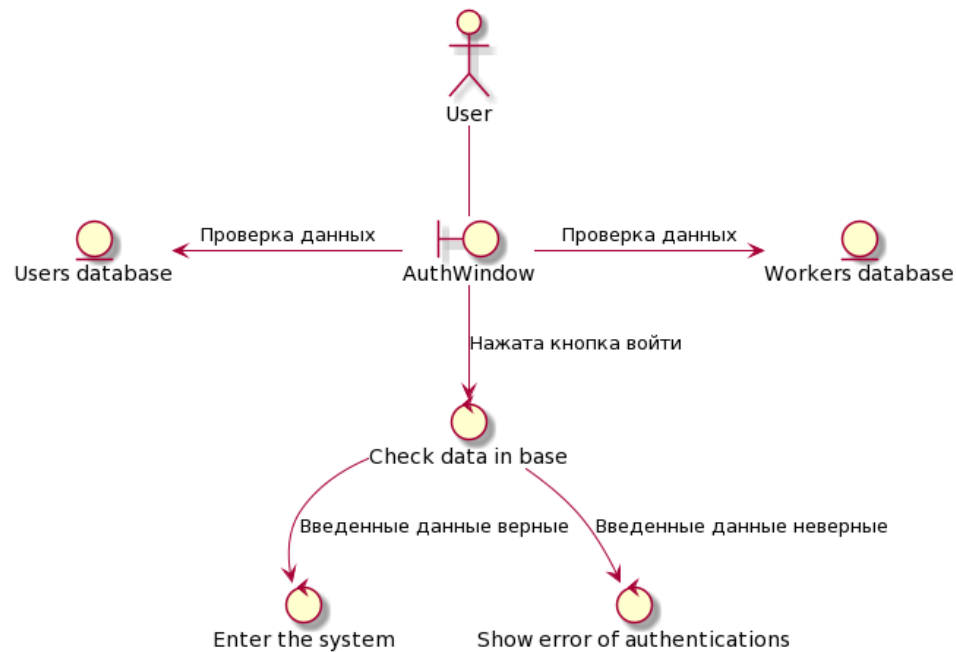 User
Проверка данных
Проверка данных
Users database
AuthWindow
Workers database
Нажата кнопка войти
Check data in base
Введенные данные верные
Введенные данные неверные
Enter the system
Show error of authentications